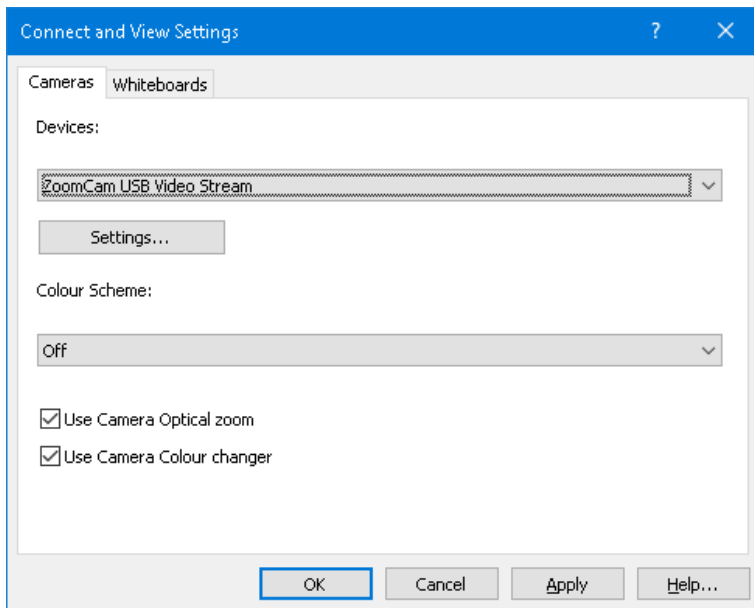 Connect and View Settings ?
Cameras Whiteboards
Devices:
ZoomCam USB Video Stream
Settings...
Colour Scheme:
Off
Use Camera Optical zoom
Use Camera Colour changer
OK Cancel Apply Help...